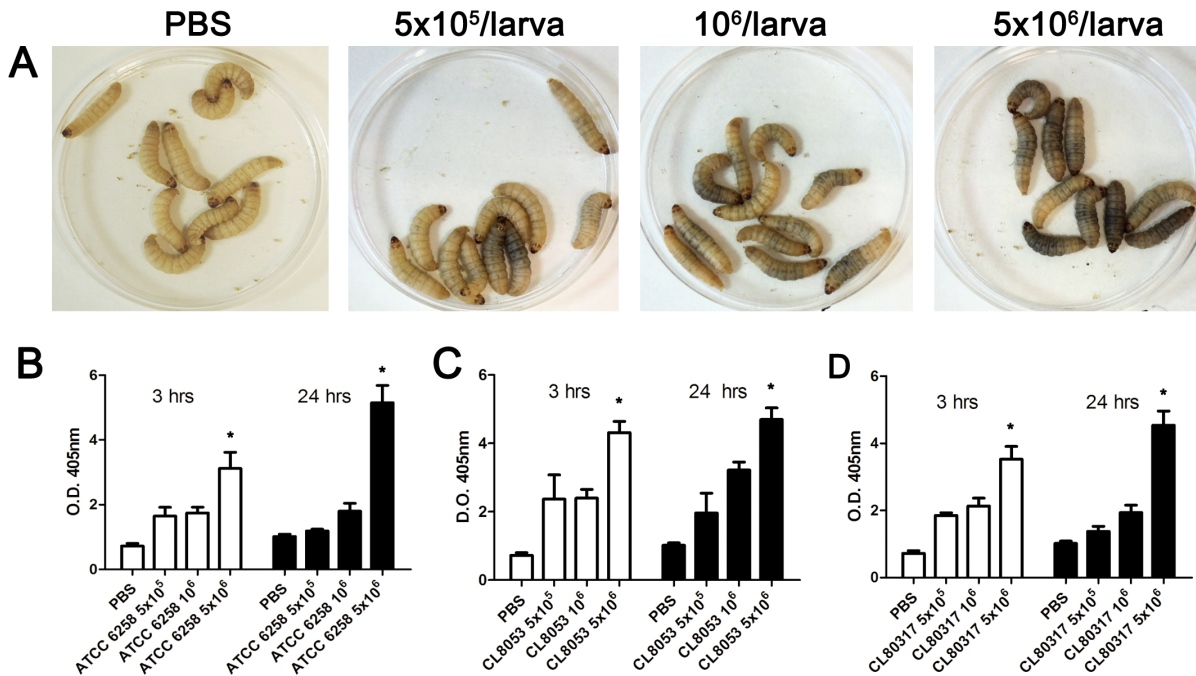 PBS 5x10⁵/larva 10⁶/larva 5x10⁶/larva
A
B
6
4
2
0
O.D. 405nm
3 hrs
24 hrs
*
*
PBS
ATCC 6258 5x10⁵
ATCC 6258 10⁶
ATCC 6258 5x10⁶
PBS
ATCC 6258 5x10⁵
ATCC 6258 10⁶
ATCC 6258 5x10⁶
C
6
4
2
0
D.O. 405nm
3 hrs
24 hrs
*
*
PBS
CL8053 5x10⁵
CL8053 10⁶
CL8053 5x10⁶
PBS
CL8053 5x10⁵
CL8053 10⁶
CL8053 5x10⁶
D
6
4
2
0
O.D. 405nm
3 hrs
24 hrs
*
*
PBS
CL80317 5x10⁵
CL80317 10⁶
CL80317 5x10⁶
PBS
CL80317 5x10⁵
CL80317 10⁶
CL80317 5x10⁶